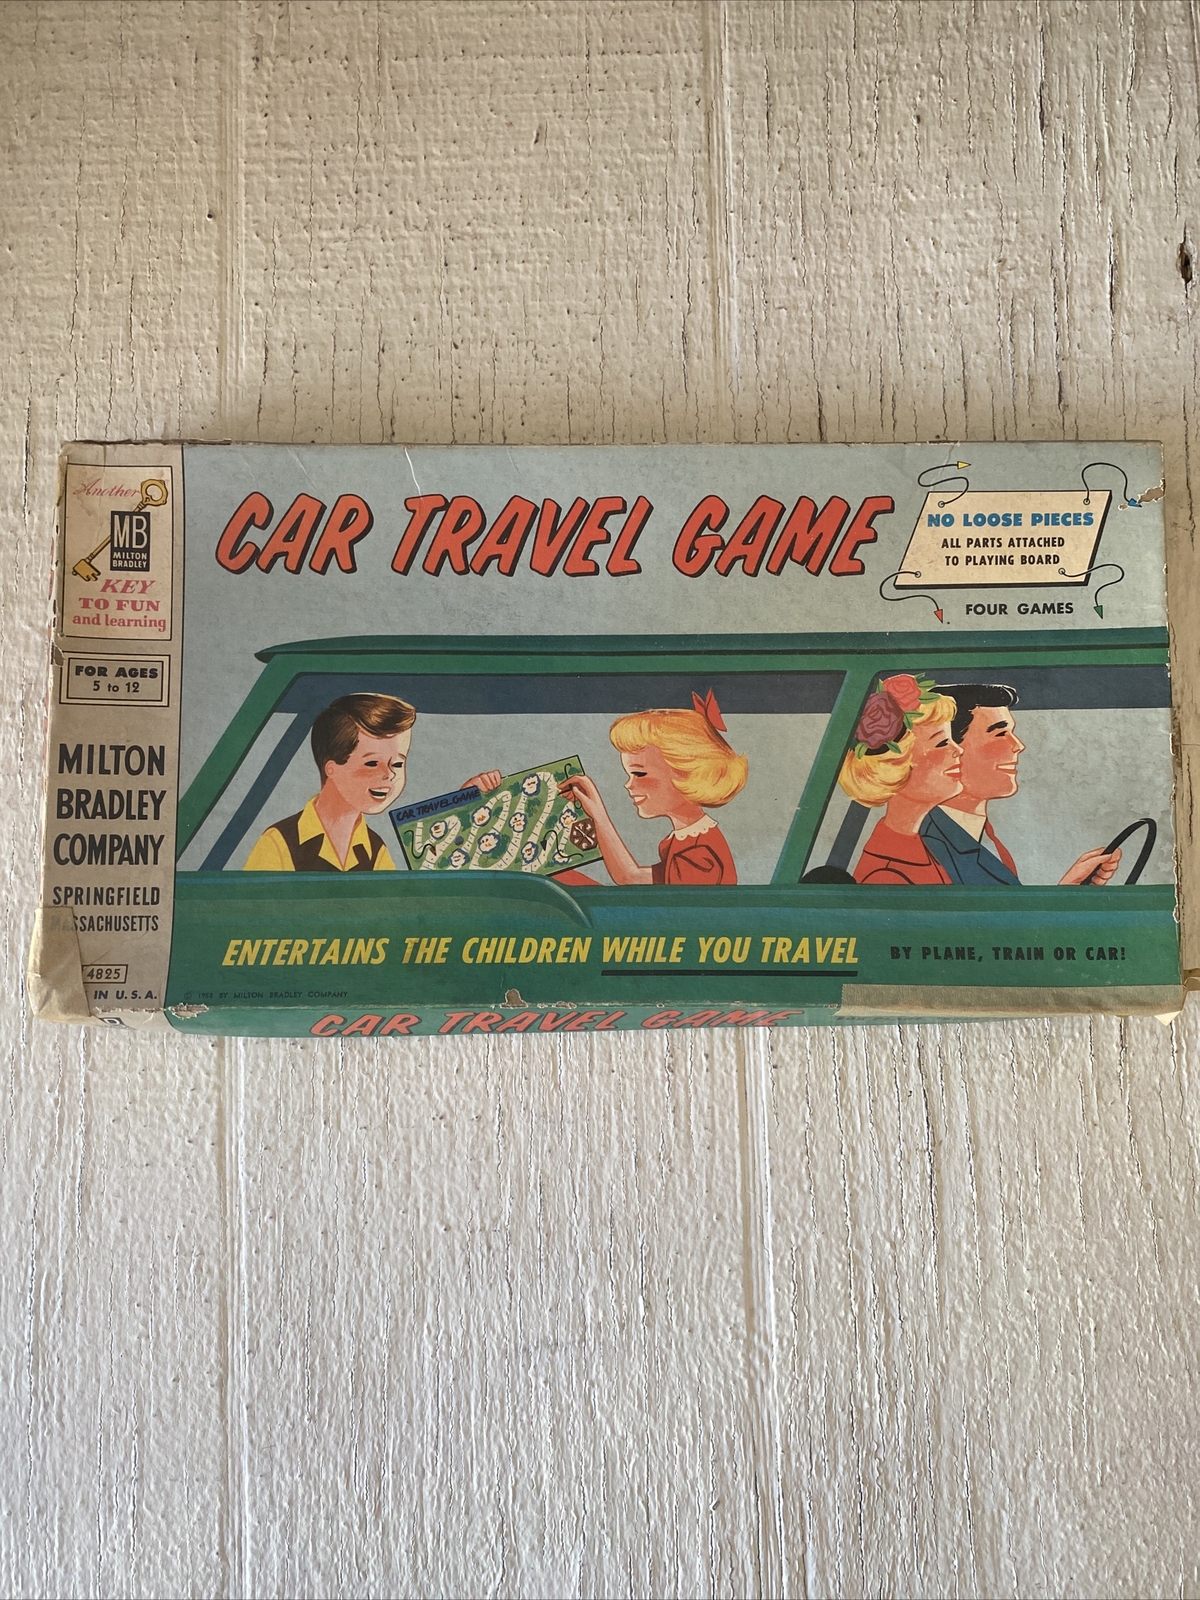 Another
MB
MILTON
BRADLEY
KEY
TO FUN
and learning
FOR AGES
5 to 12
MILTON
BRADLEY
COMPANY
SPRINGFIELD
MASSACHUSETTS
4825
IN U.S.A.
CAR TRAVEL GAME
NO LOOSE PIECES
ALL PARTS ATTACHED
TO PLAYING BOARD
FOUR GAMES
CAR TRAVEL GAME
ENTERTAINS THE CHILDREN WHILE YOU TRAVEL
BY PLANE, TRAIN OR CAR!
© 1958 BY MILTON BRADLEY COMPANY
CAR TRAVEL GAME